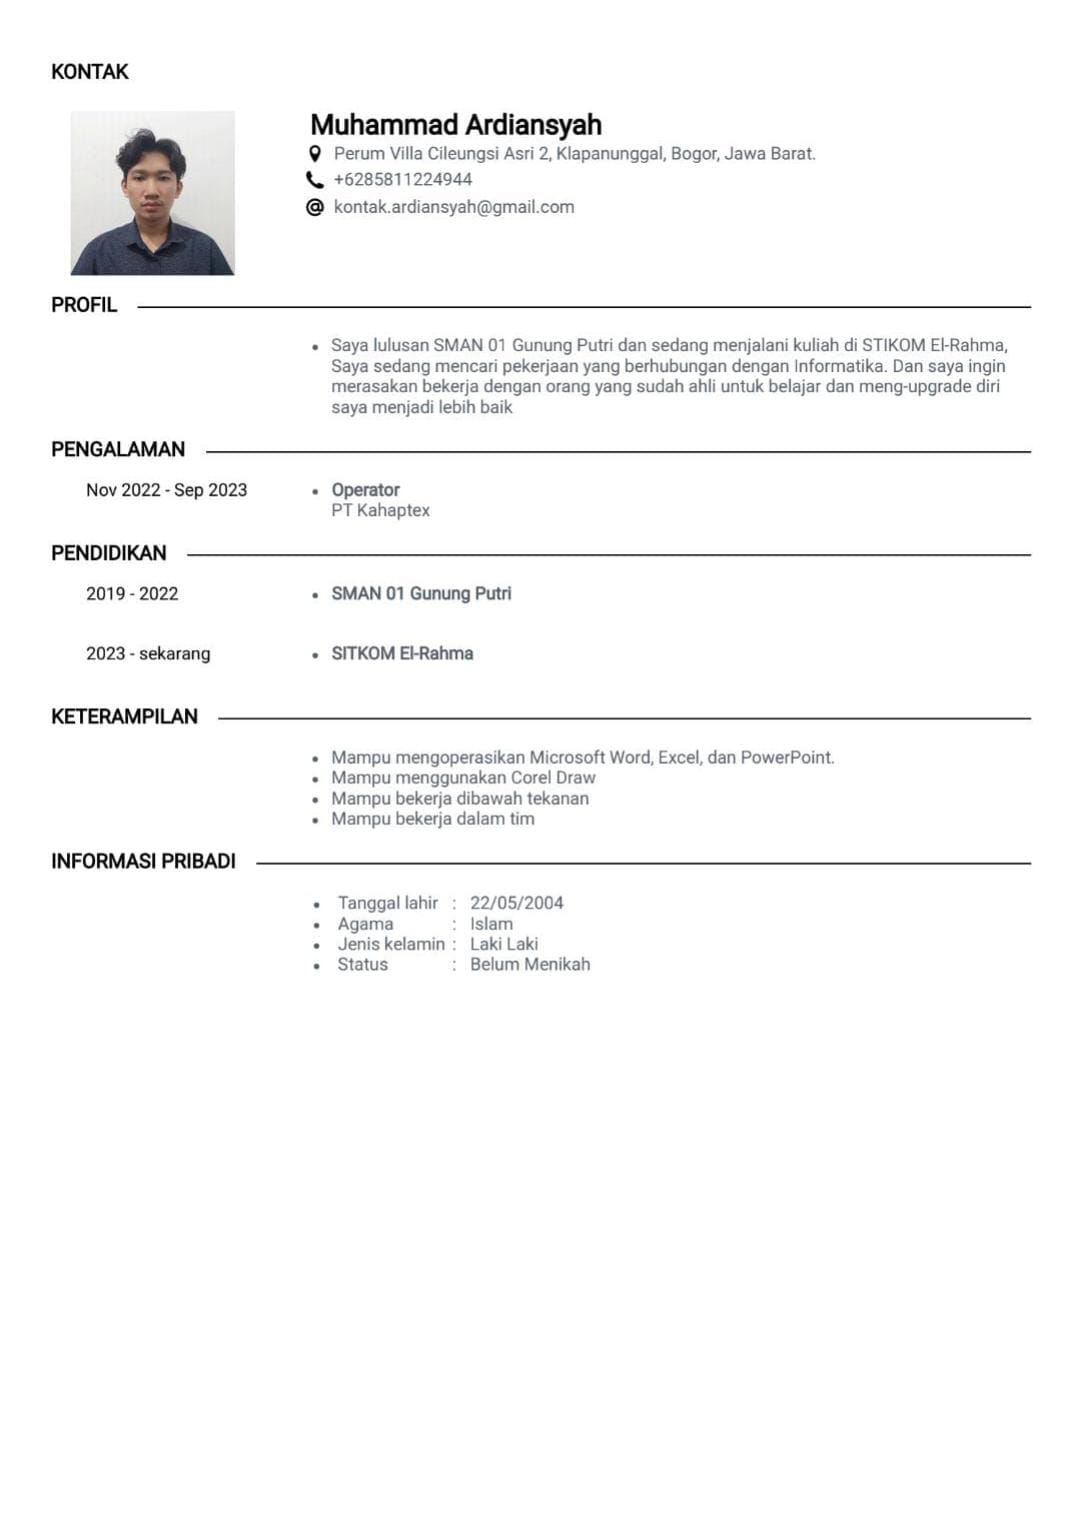 KONTAK
Muhammad Ardiansyah
Perum Villa Cileungsi Asri 2, Klapanunggal, Bogor, Jawa Barat.
+6285811224944
kontak.ardiansyah@gmail.com
PROFIL
• Saya lulusan SMAN 01 Gunung Putri dan sedang menjalani kuliah di STIKOM El-Rahma,
Saya sedang mencari pekerjaan yang berhubungan dengan Informatika. Dan saya ingin
merasakan bekerja dengan orang yang sudah ahli untuk belajar dan meng-upgrade diri
saya menjadi lebih baik
PENGALAMAN
Nov 2022 - Sep 2023 • Operator
PT Kahaptex
PENDIDIKAN
2019 - 2022 • SMAN 01 Gunung Putri
2023 - sekarang • SITKOM El-Rahma
KETERAMPILAN
• Mampu mengoperasikan Microsoft Word, Excel, dan PowerPoint.
• Mampu menggunakan Corel Draw
• Mampu bekerja dibawah tekanan
• Mampu bekerja dalam tim
INFORMASI PRIBADI
• Tanggal lahir : 22/05/2004
• Agama : Islam
• Jenis kelamin : Laki Laki
• Status : Belum Menikah